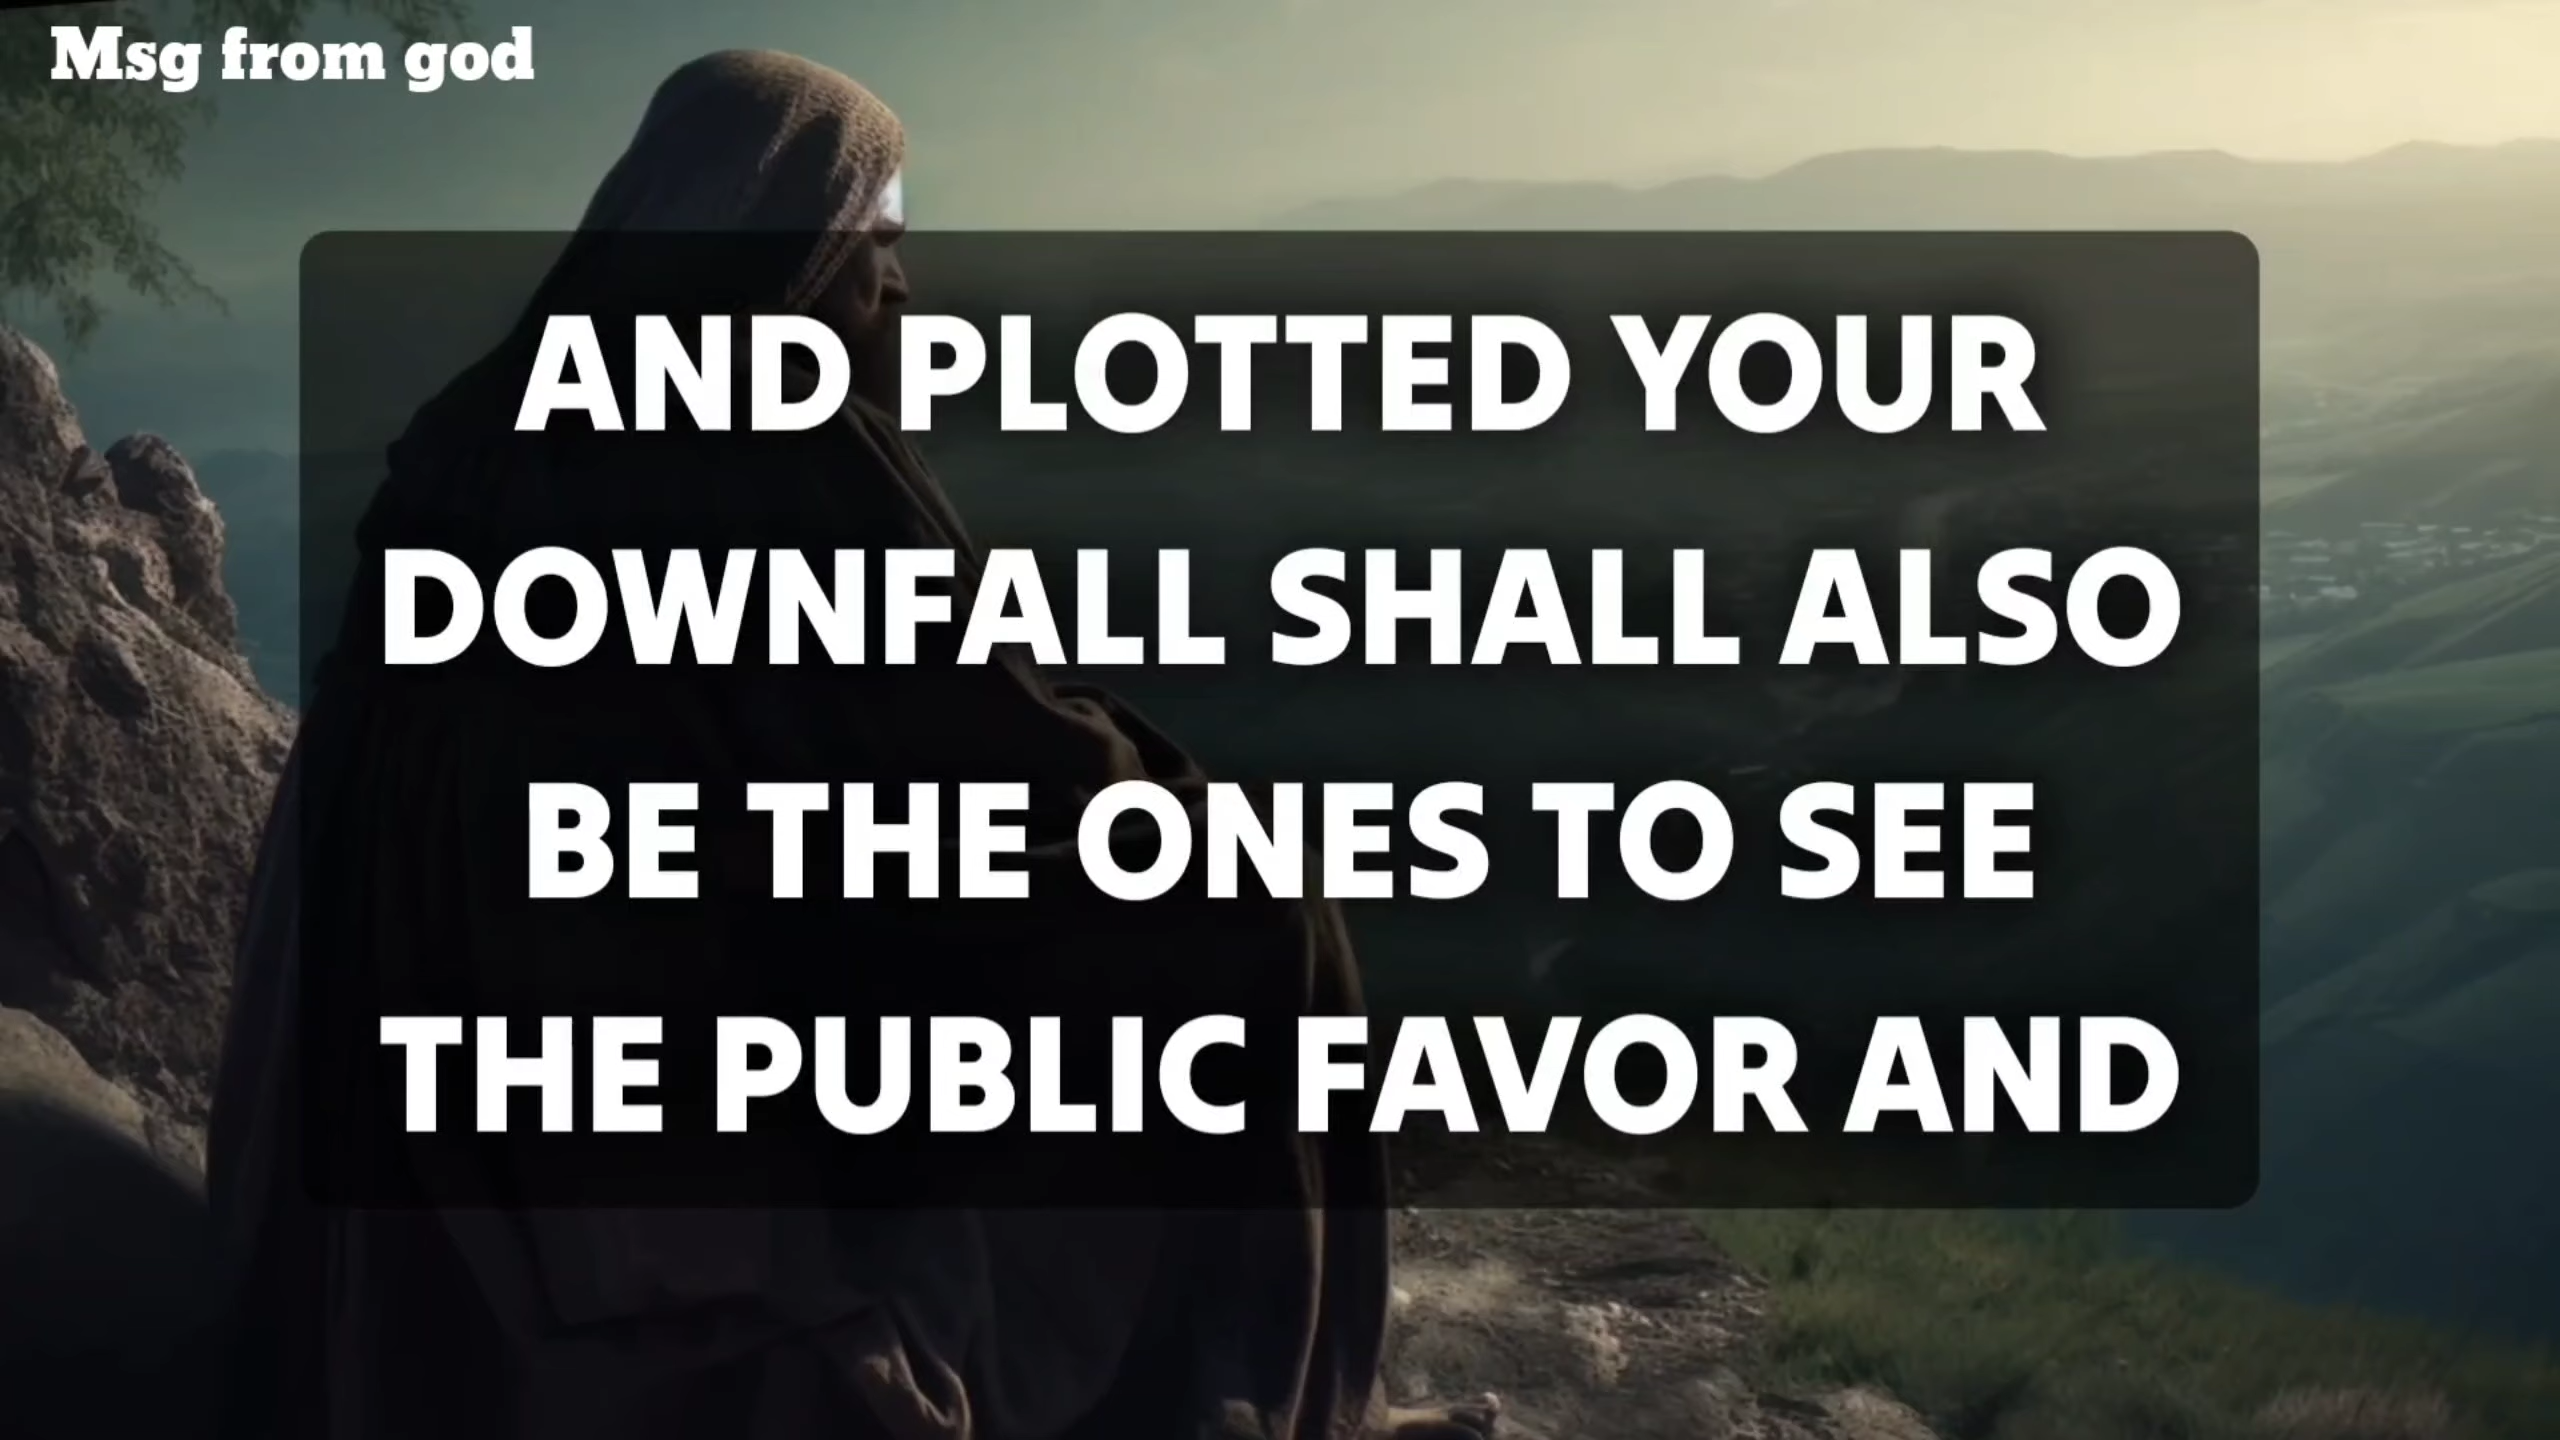 Msg from god
AND PLOTTED YOUR
DOWNFALL SHALL ALSO
BE THE ONES TO SEE
THE PUBLIC FAVOR AND